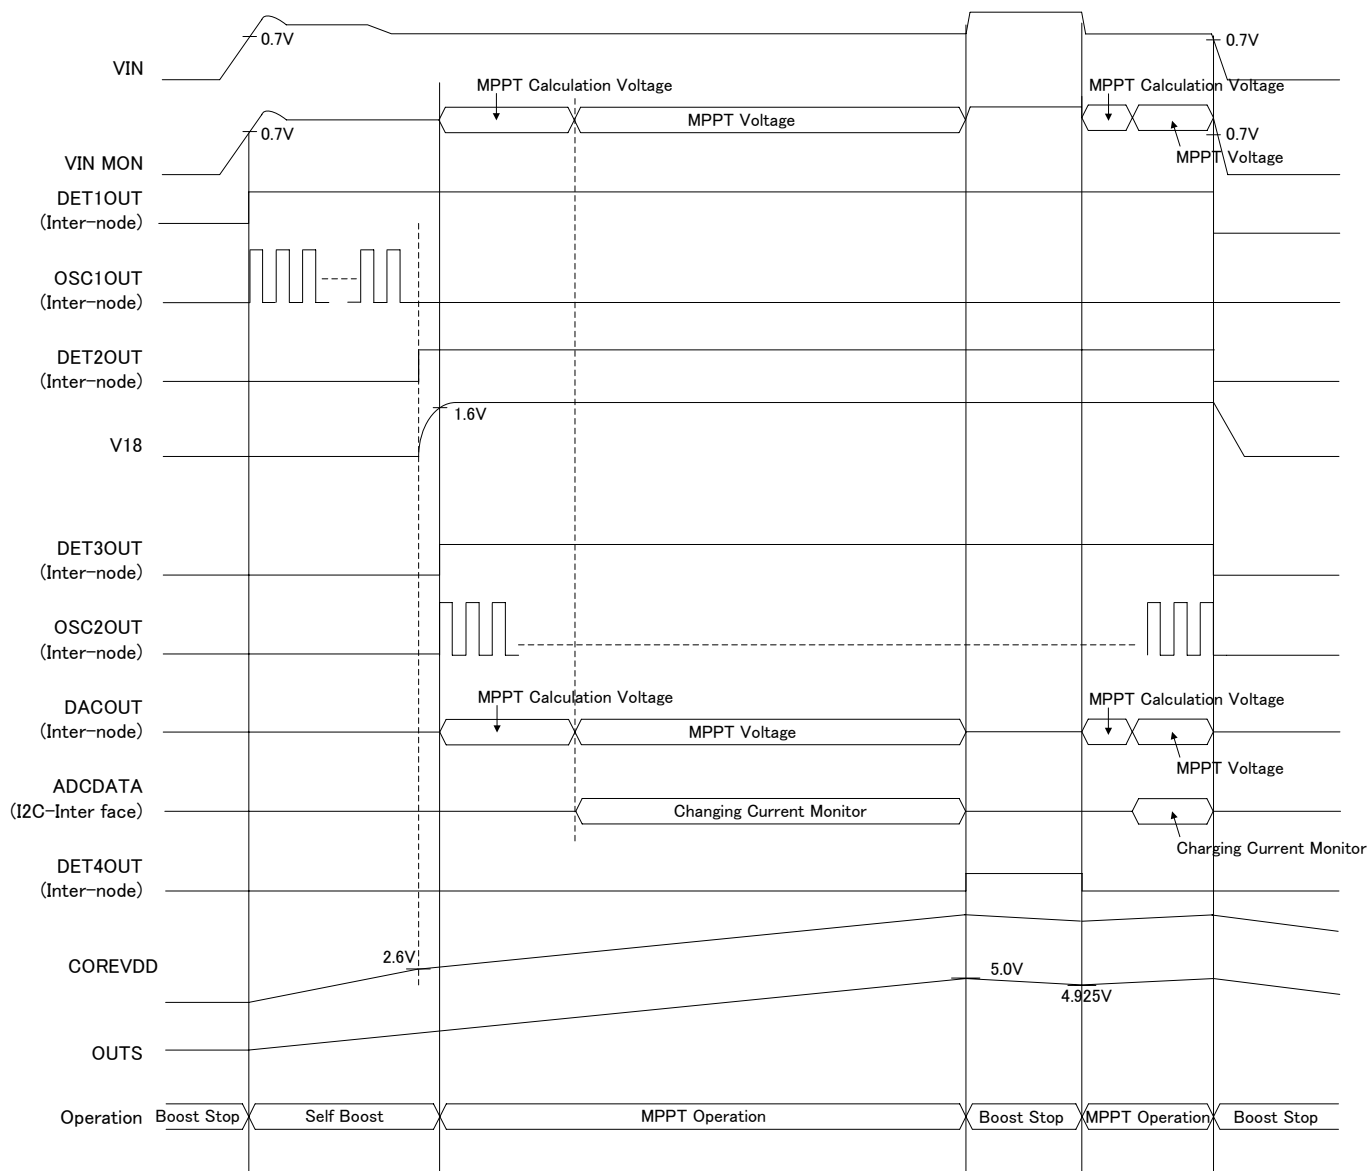 0.7V
0.7V
VIN
MPPT Calculation Voltage
MPPT Calculation Voltage
MPPT Voltage
0.7V
0.7V
VIN MON
MPPT Voltage
DET1OUT
(Inter-node)
OSC1OUT
(Inter-node)
DET2OUT
(Inter-node)
1.6V
V18
DET3OUT
(Inter-node)
OSC2OUT
(Inter-node)
MPPT Calculation Voltage
MPPT Calculation Voltage
DACOUT
(Inter-node)
MPPT Voltage
MPPT Voltage
ADCDATA
(I2C-Inter face)
Changing Current Monitor
Charging Current Monitor
DET4OUT
(Inter-node)
2.6V
COREVDD
5.0V
4.925V
OUTS
Operation
Boost Stop
Self Boost
MPPT Operation
Boost Stop
MPPT Operation
Boost Stop